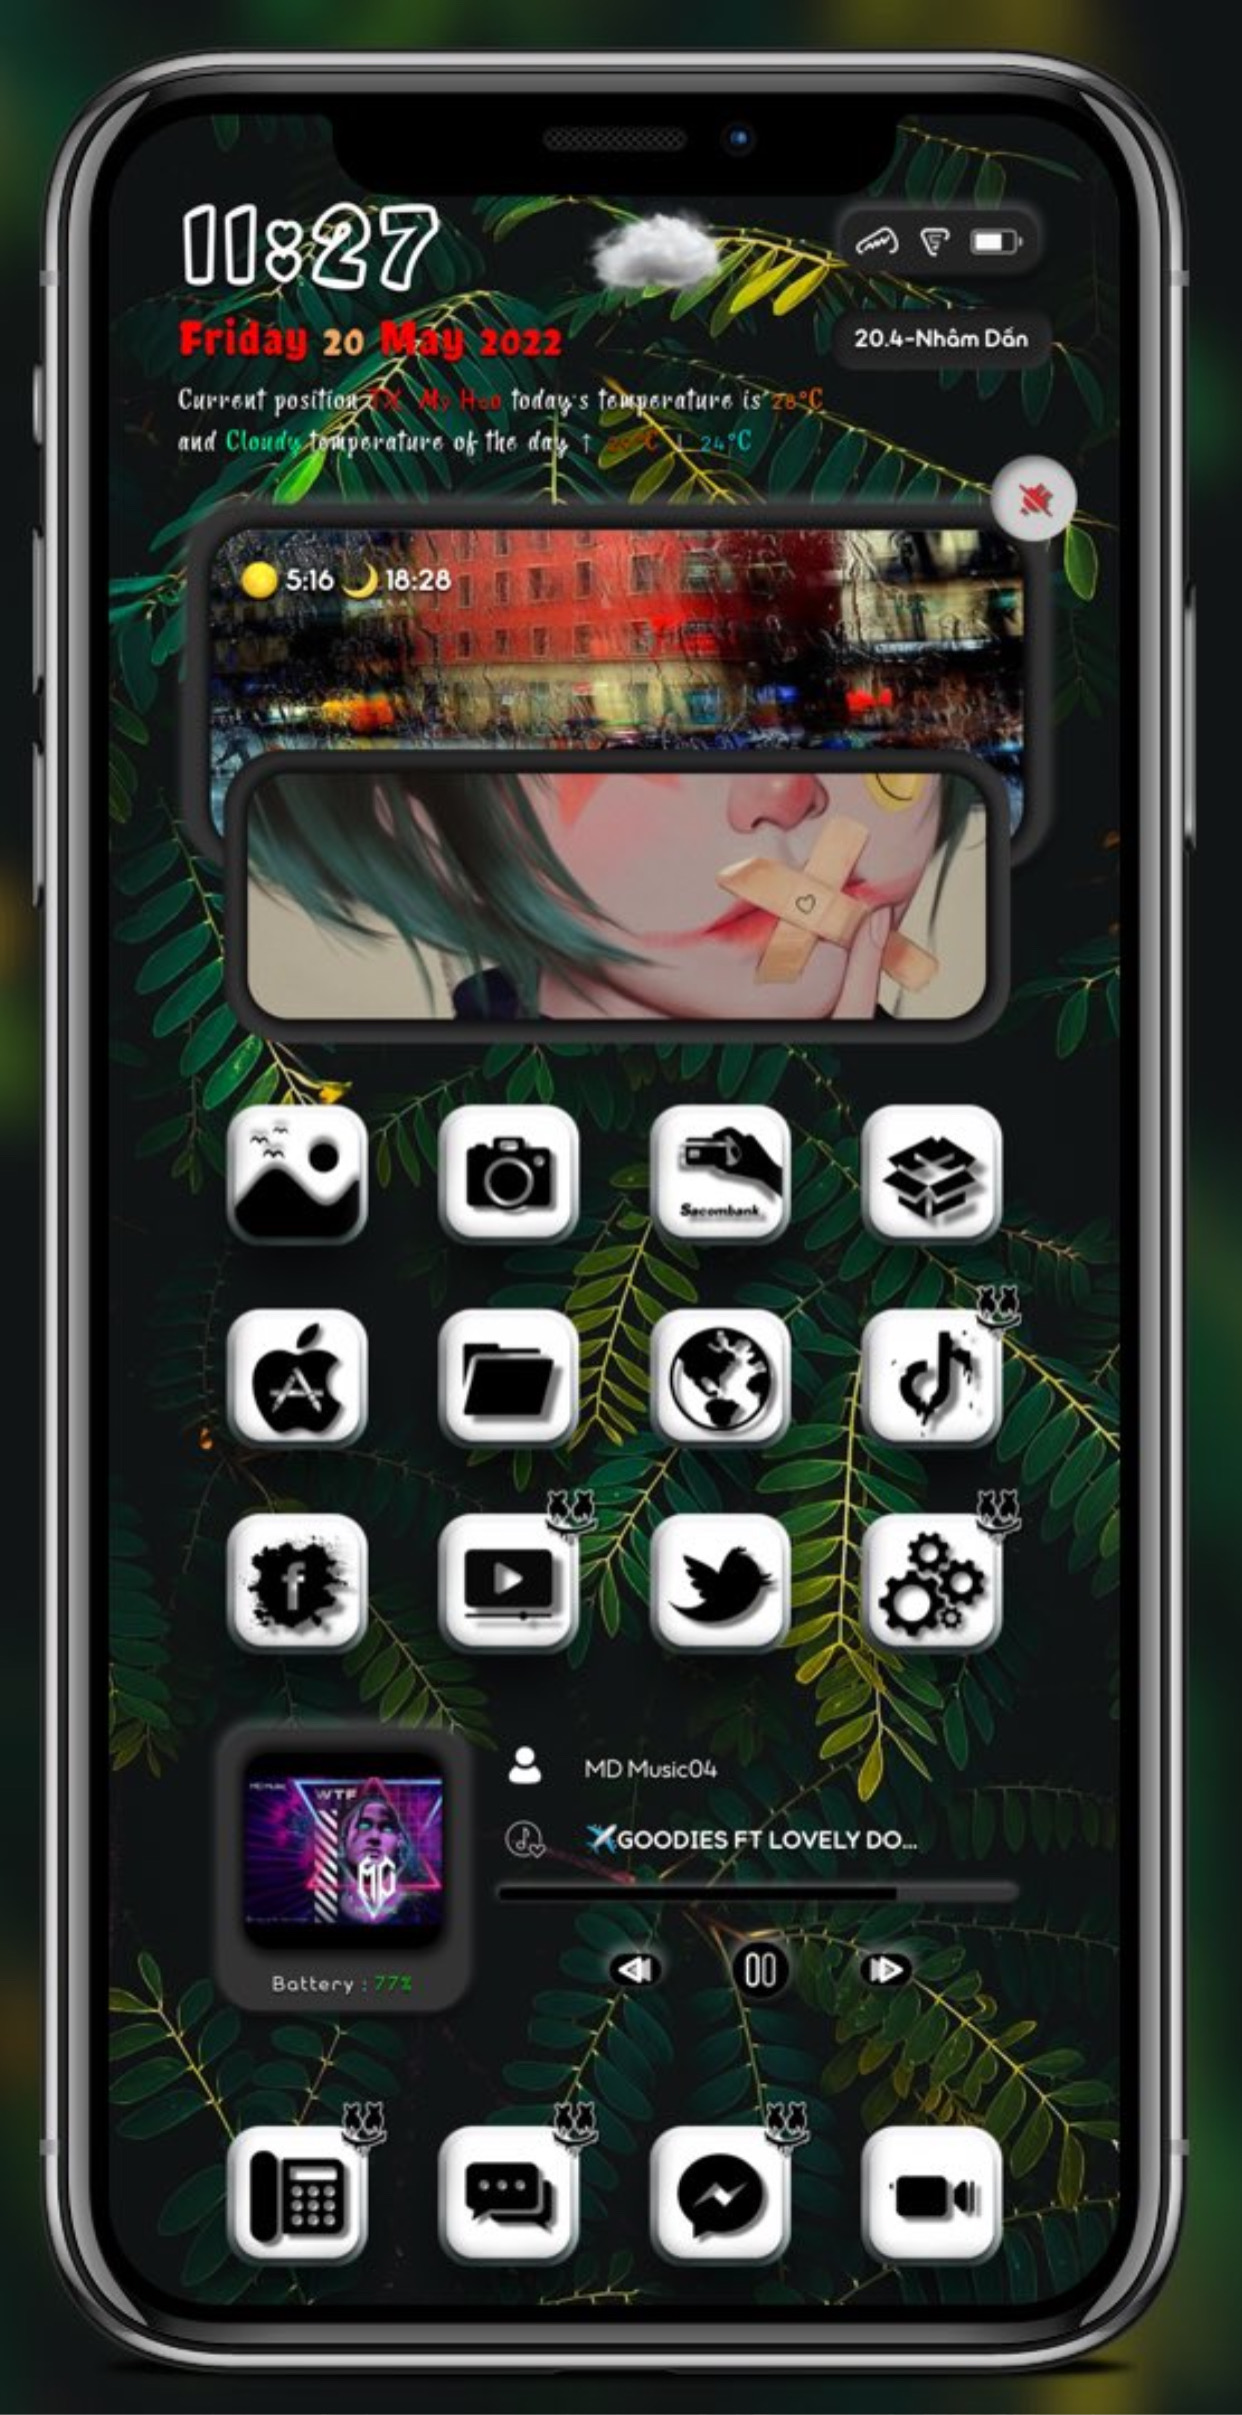 11:27
Friday 20 May 2022
20.4-Nhâm Dần
Current position TX. My Hao today's temperature is 28°C
and Cloudy temperature of the day ↑ °C ↓ 24°C
5:16 18:28
Sacombank
MD Music04
GOODIES FT LOVELY DO...
WTF
MD
Battery : 77%